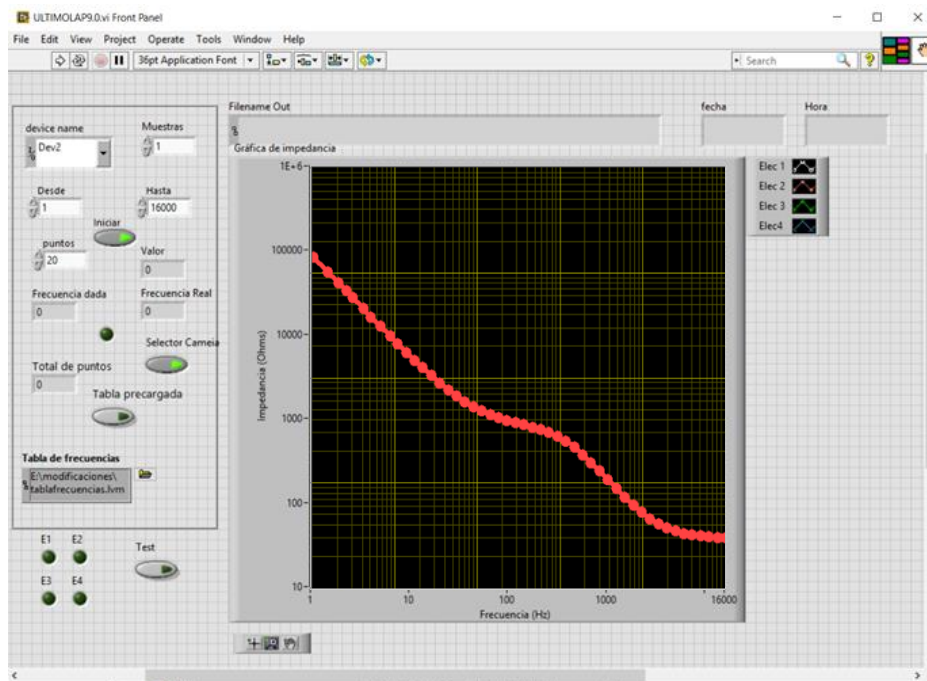 ULTIMOLAP9.0.vi Front Panel
File Edit View Project Operate Tools Window Help
36pt Application Font
Search
Filename Out
fecha
Hora
device name
Muestras
Dev2
1
Desde
Hasta
1
16000
Iniciar
puntos
20
Valor
0
Frecuencia dada
Frecuencia Real
0
0
Selector Cameia
Total de puntos
0
Tabla precargada
Tabla de frecuencias
E:\modificaciones\
tablafrecuencias.lvm
E1 E2
E3 E4
Test
Gráfica de impedancia
1E+6
100000
10000
1000
100
10
Impedancia (Ohms)
1
10
100
1000
16000
Frecuencia (Hz)
Elec 1
Elec 2
Elec 3
Elec4